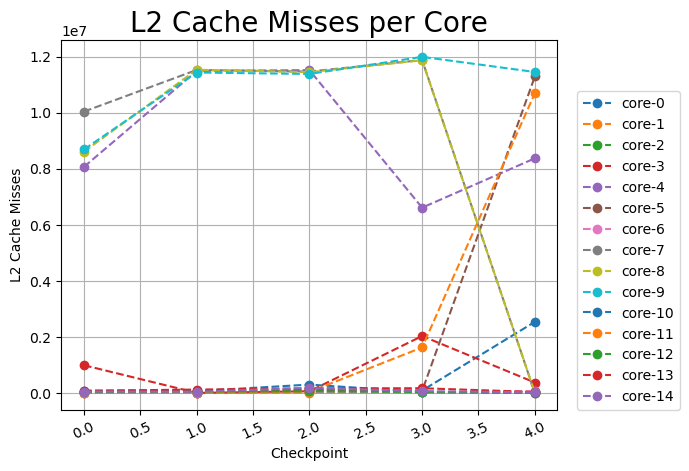 L2 Cache Misses per Core
1e7
1.2
1.0
0.8
0.6
0.4
0.2
0.0
L2 Cache Misses
0.0
0.5
1.0
1.5
2.0
2.5
3.0
3.5
4.0
Checkpoint
core-0
core-1
core-2
core-3
core-4
core-5
core-6
core-7
core-8
core-9
core-10
core-11
core-12
core-13
core-14